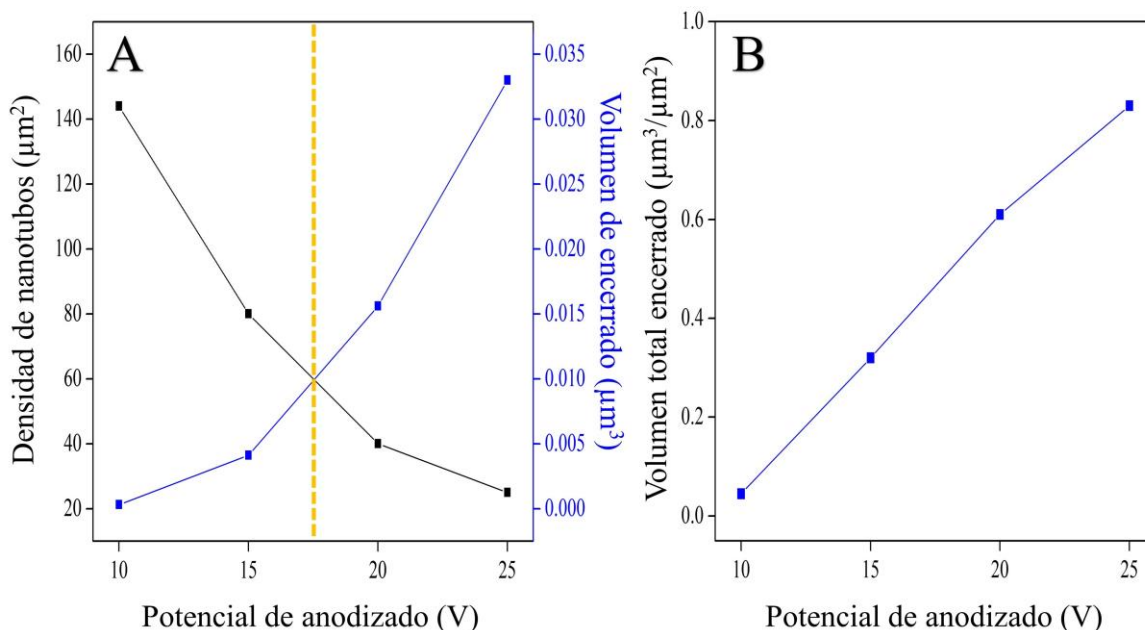 A
160
140
120
100
80
60
40
20
Densidad de nanotubos (µm²)
0.035
0.030
0.025
0.020
0.015
0.010
0.005
0.000
Volumen de encerrado (µm³)
10 15 20 25
Potencial de anodizado (V)
B
1.0
0.8
0.6
0.4
0.2
0.0
Volumen total encerrado (µm³/µm²)
10 15 20 25
Potencial de anodizado (V)